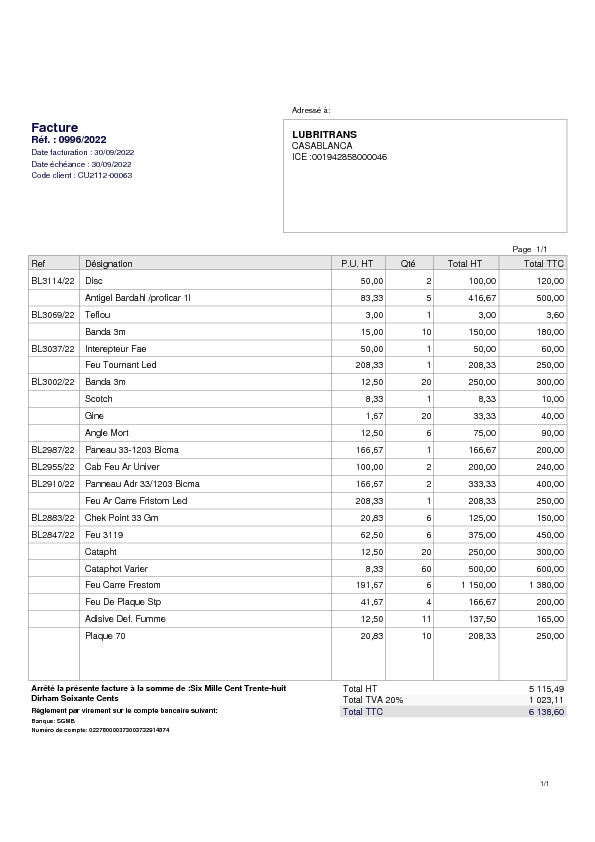 Adressé à:
Facture
Réf. : 0996/2022
Date facturation : 30/09/2022
Date échéance : 30/09/2022
Code client : CU2112-00063
LUBRITRANS
CASABLANCA
ICE :001942858000046
Page 1/1
Ref Désignation P.U. HT Qté Total HT Total TTC
BL3114/22 Disc 50,00 2 100,00 120,00
Antigel Bardahl /proficar 1l 83,33 5 416,67 500,00
BL3069/22 Teflou 3,00 1 3,00 3,60
Banda 3m 15,00 10 150,00 180,00
BL3037/22 Interepteur Fae 50,00 1 50,00 60,00
Feu Tournant Led 208,33 1 208,33 250,00
BL3002/22 Banda 3m 12,50 20 250,00 300,00
Scotch 8,33 1 8,33 10,00
Gine 1,67 20 33,33 40,00
Angle Mort 12,50 6 75,00 90,00
BL2987/22 Paneau 33-1203 Bicma 166,67 1 166,67 200,00
BL2955/22 Cab Feu Ar Univer 100,00 2 200,00 240,00
BL2910/22 Panneau Adr 33/1203 Bicma 166,67 2 333,33 400,00
Feu Ar Carre Fristom Led 208,33 1 208,33 250,00
BL2883/22 Chek Point 33 Gm 20,83 6 125,00 150,00
BL2847/22 Feu 3119 62,50 6 375,00 450,00
Catapht 12,50 20 250,00 300,00
Cataphot Varier 8,33 60 500,00 600,00
Feu Carre Frestom 191,67 6 1 150,00 1 380,00
Feu De Plaque Stp 41,67 4 166,67 200,00
Adisive Def. Fumme 12,50 11 137,50 165,00
Plaque 70 20,83 10 208,33 250,00
Arrêté la présente facture à la somme de :Six Mille Cent Trente-huit
Dirham Soixante Cents
Règlement par virement sur le compte bancaire suivant:
Banque: SGMB
Numéro de compte: 022780000373003732914874
Total HT 5 115,49
Total TVA 20% 1 023,11
Total TTC 6 138,60
1/1